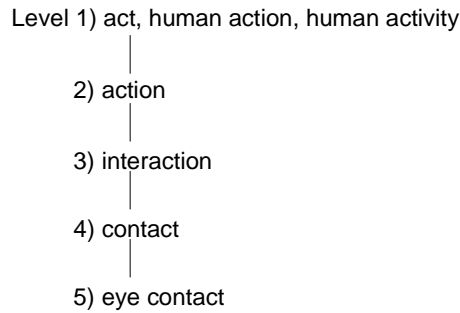 Level 1) act, human action, human activity
2) action
3) interaction
4) contact
5) eye contact